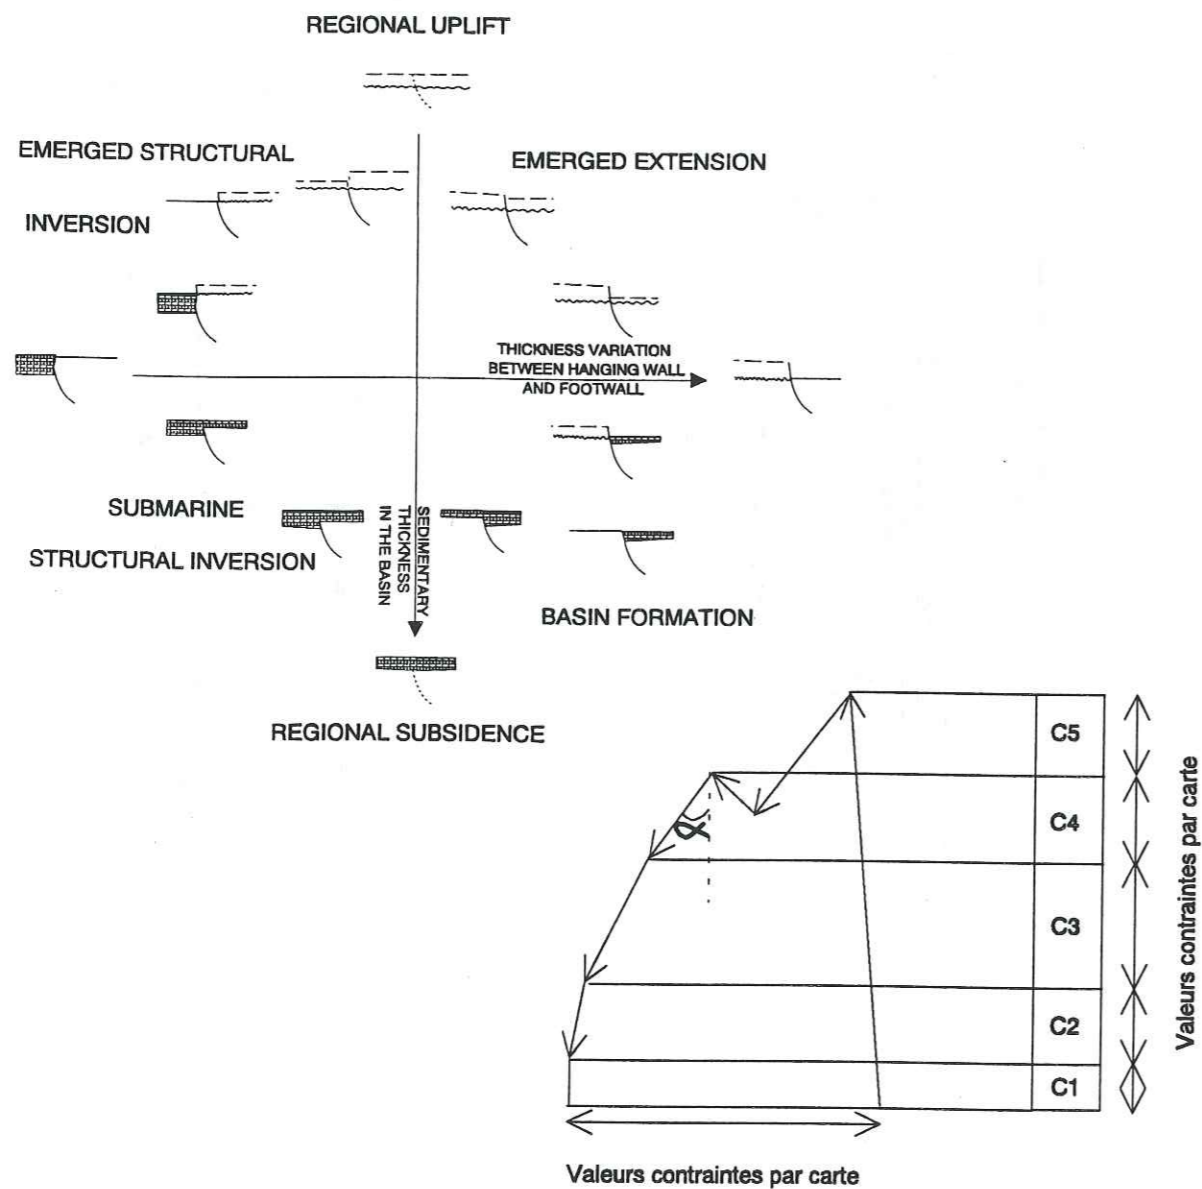 REGIONAL UPLIFT
EMERGED STRUCTURAL
INVERSION
EMERGED EXTENSION
THICKNESS VARIATION
BETWEEN HANGING WALL
AND FOOTWALL
SUBMARINE
STRUCTURAL INVERSION
SEDIMENTARY
THICKNESS
IN THE BASIN
BASIN FORMATION
REGIONAL SUBSIDENCE
C5
α
C4
C3
C2
C1
Valeurs contraintes par carte
Valeurs contraintes par carte